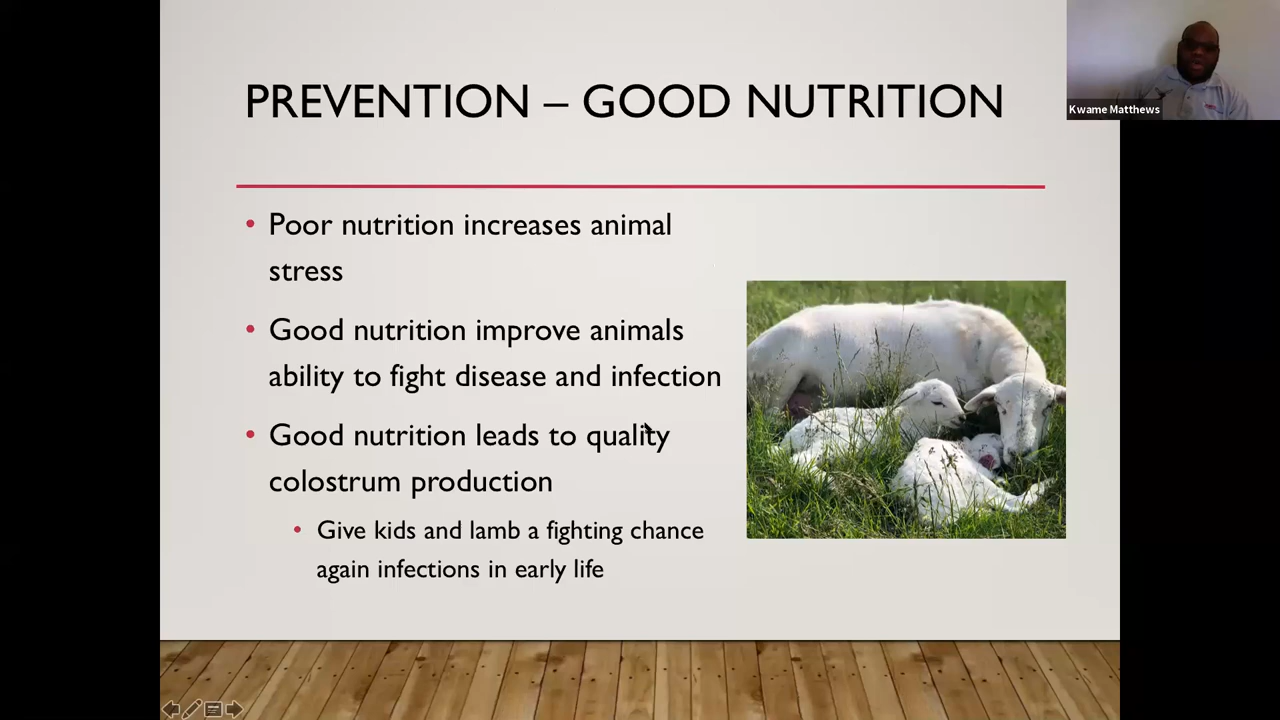 PREVENTION – GOOD NUTRITION
Kwame Matthews
• Poor nutrition increases animal
stress
• Good nutrition improve animals
ability to fight disease and infection
• Good nutrition leads to quality
colostrum production
• Give kids and lamb a fighting chance
again infections in early life